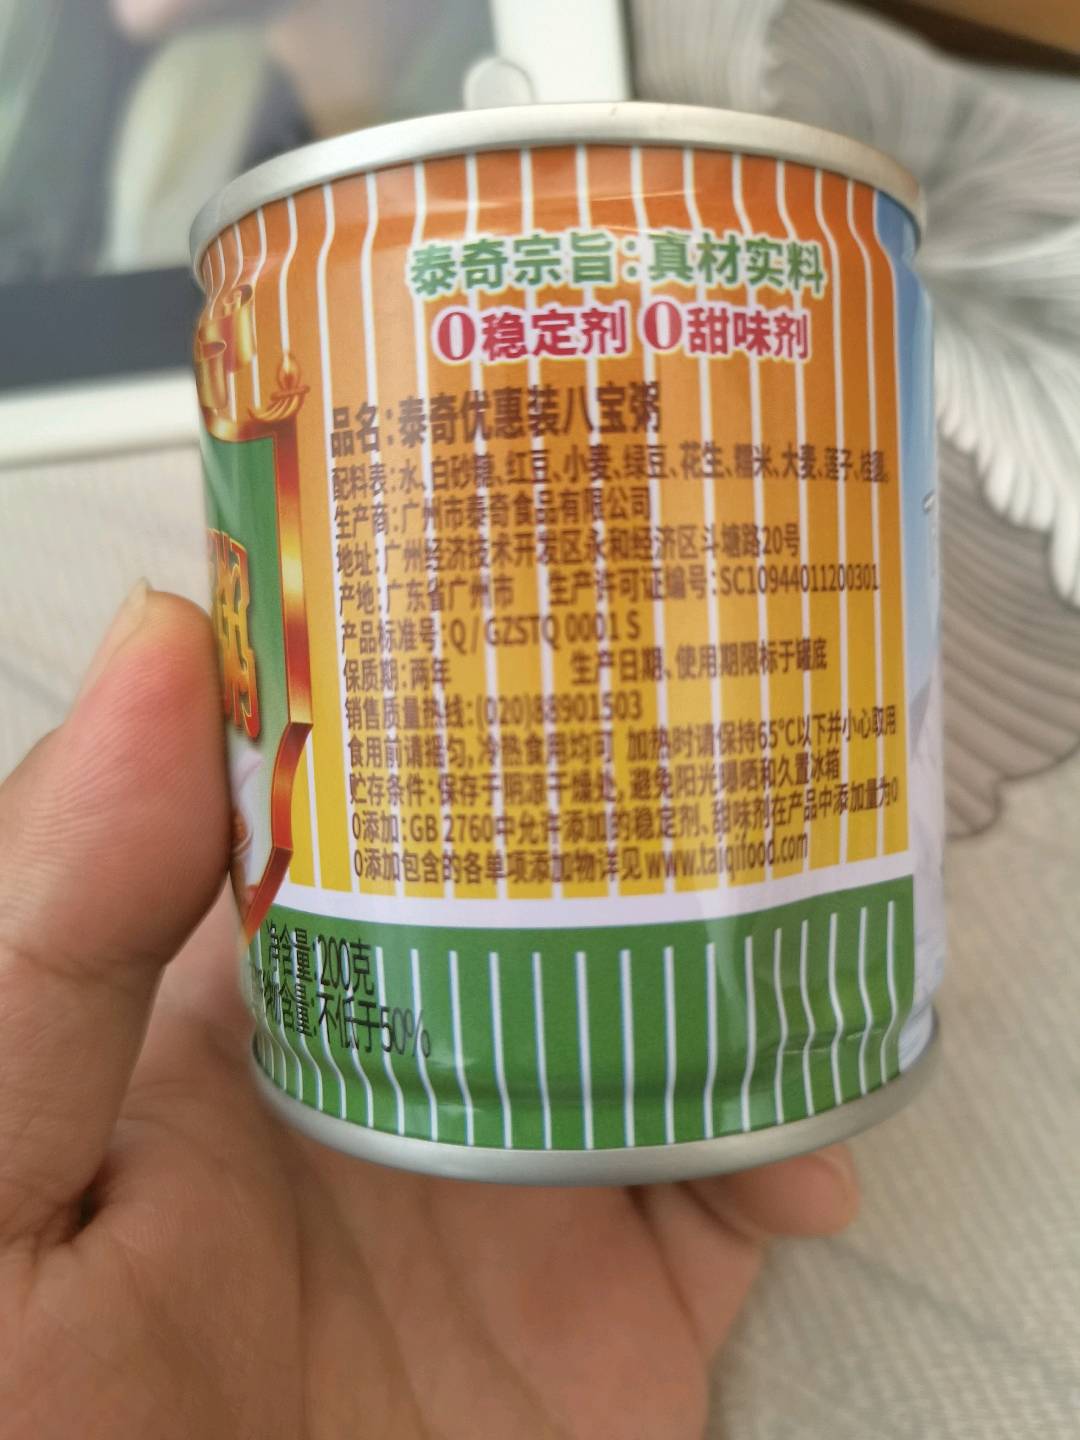 泰奇宗旨:真材实料
0稳定剂 0甜味剂
品名:泰奇优惠装八宝粥
配料表:水、白砂糖、红豆、小麦、绿豆、花生、糯米、大麦、莲子、桂圆。
生产商:广州市泰奇食品有限公司
地址:广州经济技术开发区永和经济区斗塘路20号
产地:广东省广州市 生产许可证编号:SC10944011200301
产品标准号:Q/GZSTQ 0001 S
保质期:两年 生产日期、使用期限标于罐底
销售质量热线:(020)88901503
食用前请摇匀,冷热食用均可 加热时请保持65℃以下并小心取用
贮存条件:保存于阴凉干燥处,避免阳光曝晒和久置冰箱
0添加:GB 2760中允许添加的稳定剂、甜味剂在产品中添加量为0
0添加包含的各单项添加物详见www.taiqifood.com
粥
净含量:200克
物含量:不低于50%